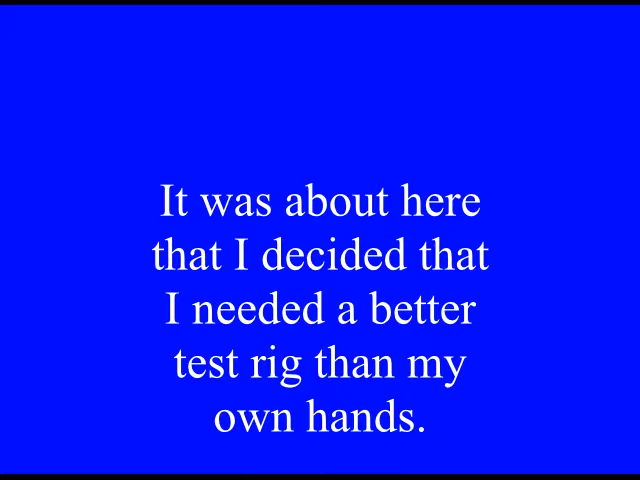 It was about here
that I decided that
I needed a better
test rig than my
own hands.